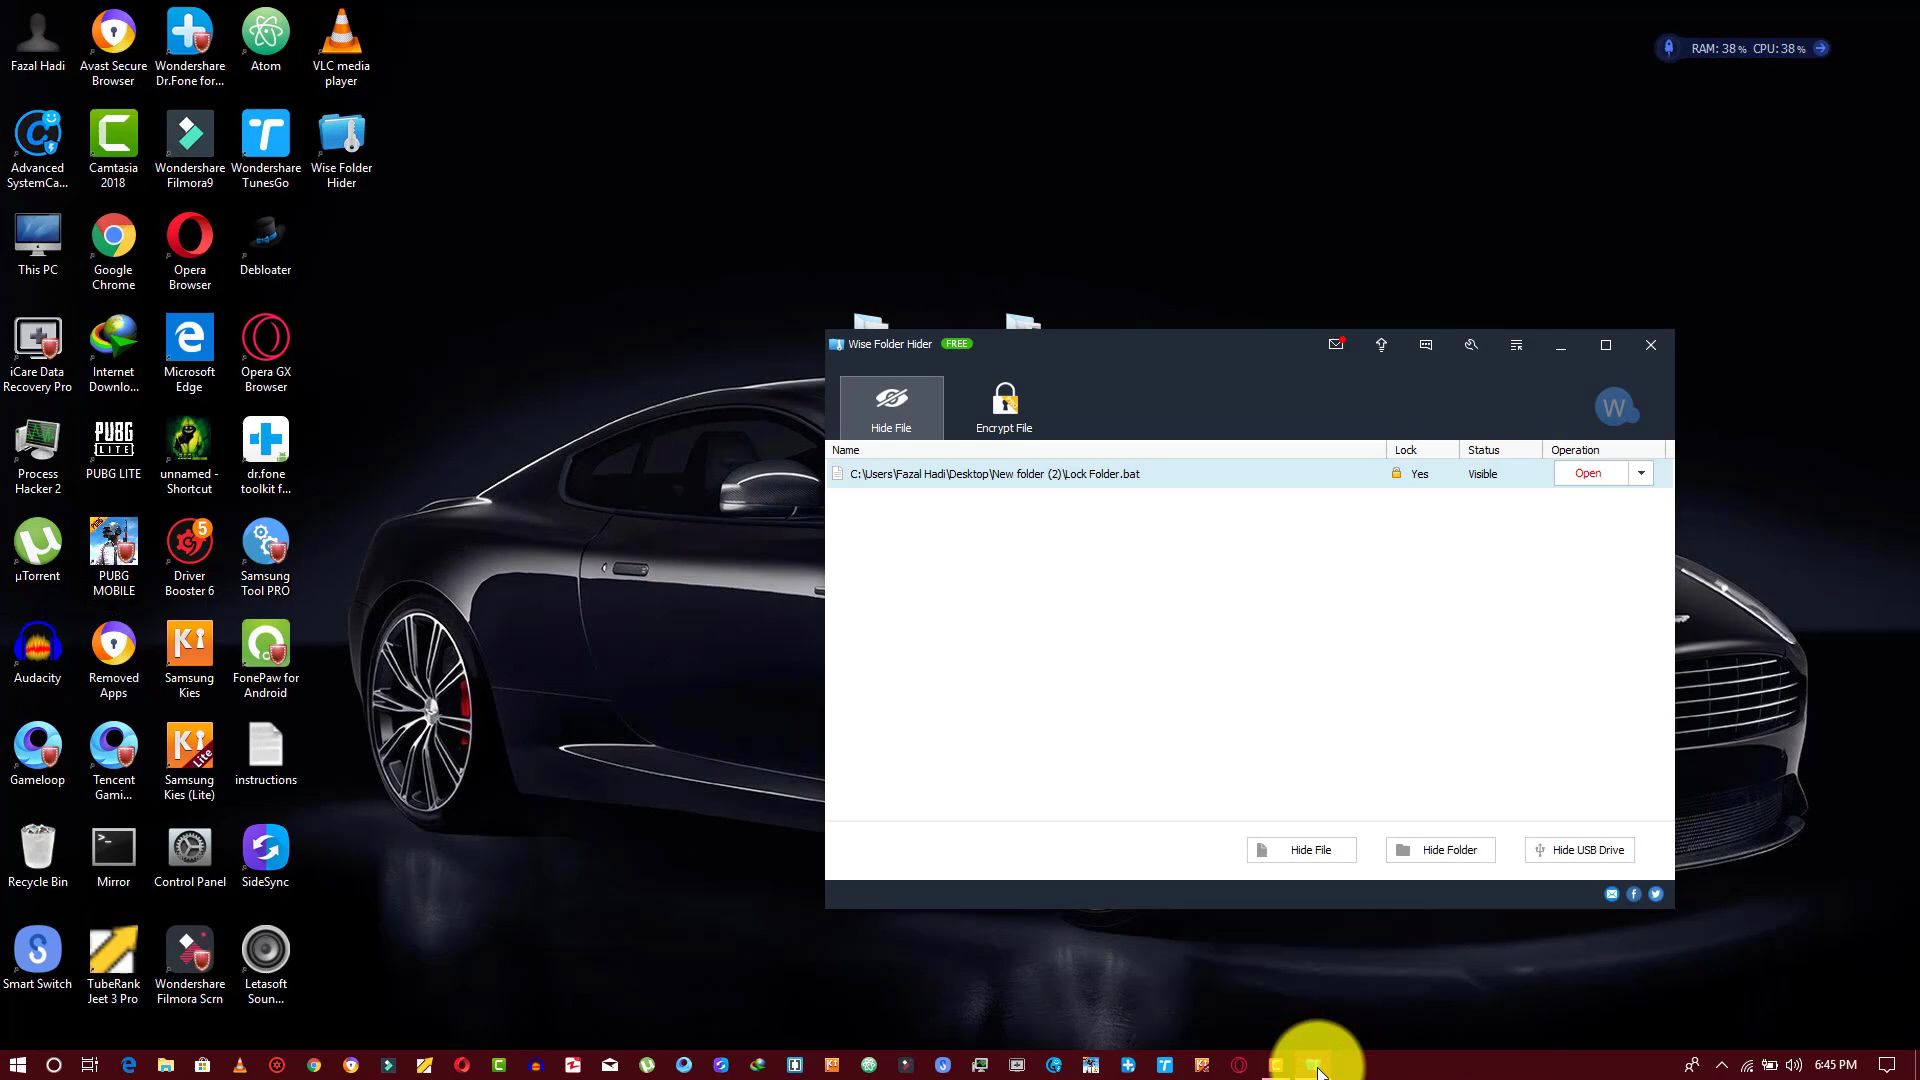 Fazal Hadi
Avast Secure Browser
Wondershare Dr.Fone for...
Atom
VLC media player
Advanced SystemCa...
Camtasia 2018
Wondershare Filmora9
Wondershare TunesGo
Wise Folder Hider
This PC
Google Chrome
Opera Browser
Debloater
iCare Data Recovery Pro
Internet Downlo...
Microsoft Edge
Opera GX Browser
Process Hacker 2
PUBG LITE
PUBG LITE
unnamed - Shortcut
dr.fone toolkit f...
µTorrent
PUBG MOBILE
5
Driver Booster 6
Samsung Tool PRO
Audacity
Removed Apps
Samsung Kies
FonePaw for Android
Gameloop
Tencent Gami...
Lite
Samsung Kies (Lite)
instructions
Recycle Bin
Mirror
Control Panel
SideSync
Smart Switch
TubeRank Jeet 3 Pro
Wondershare Filmora Scrn
Letasoft Soun...
RAM: 38% CPU: 38%
Wise Folder Hider FREE
Hide File
Encrypt File
W
Name Lock Status Operation
C:\Users\Fazal Hadi\Desktop\New folder (2)\Lock Folder.bat Yes Visible Open
Hide File Hide Folder Hide USB Drive
6:45 PM